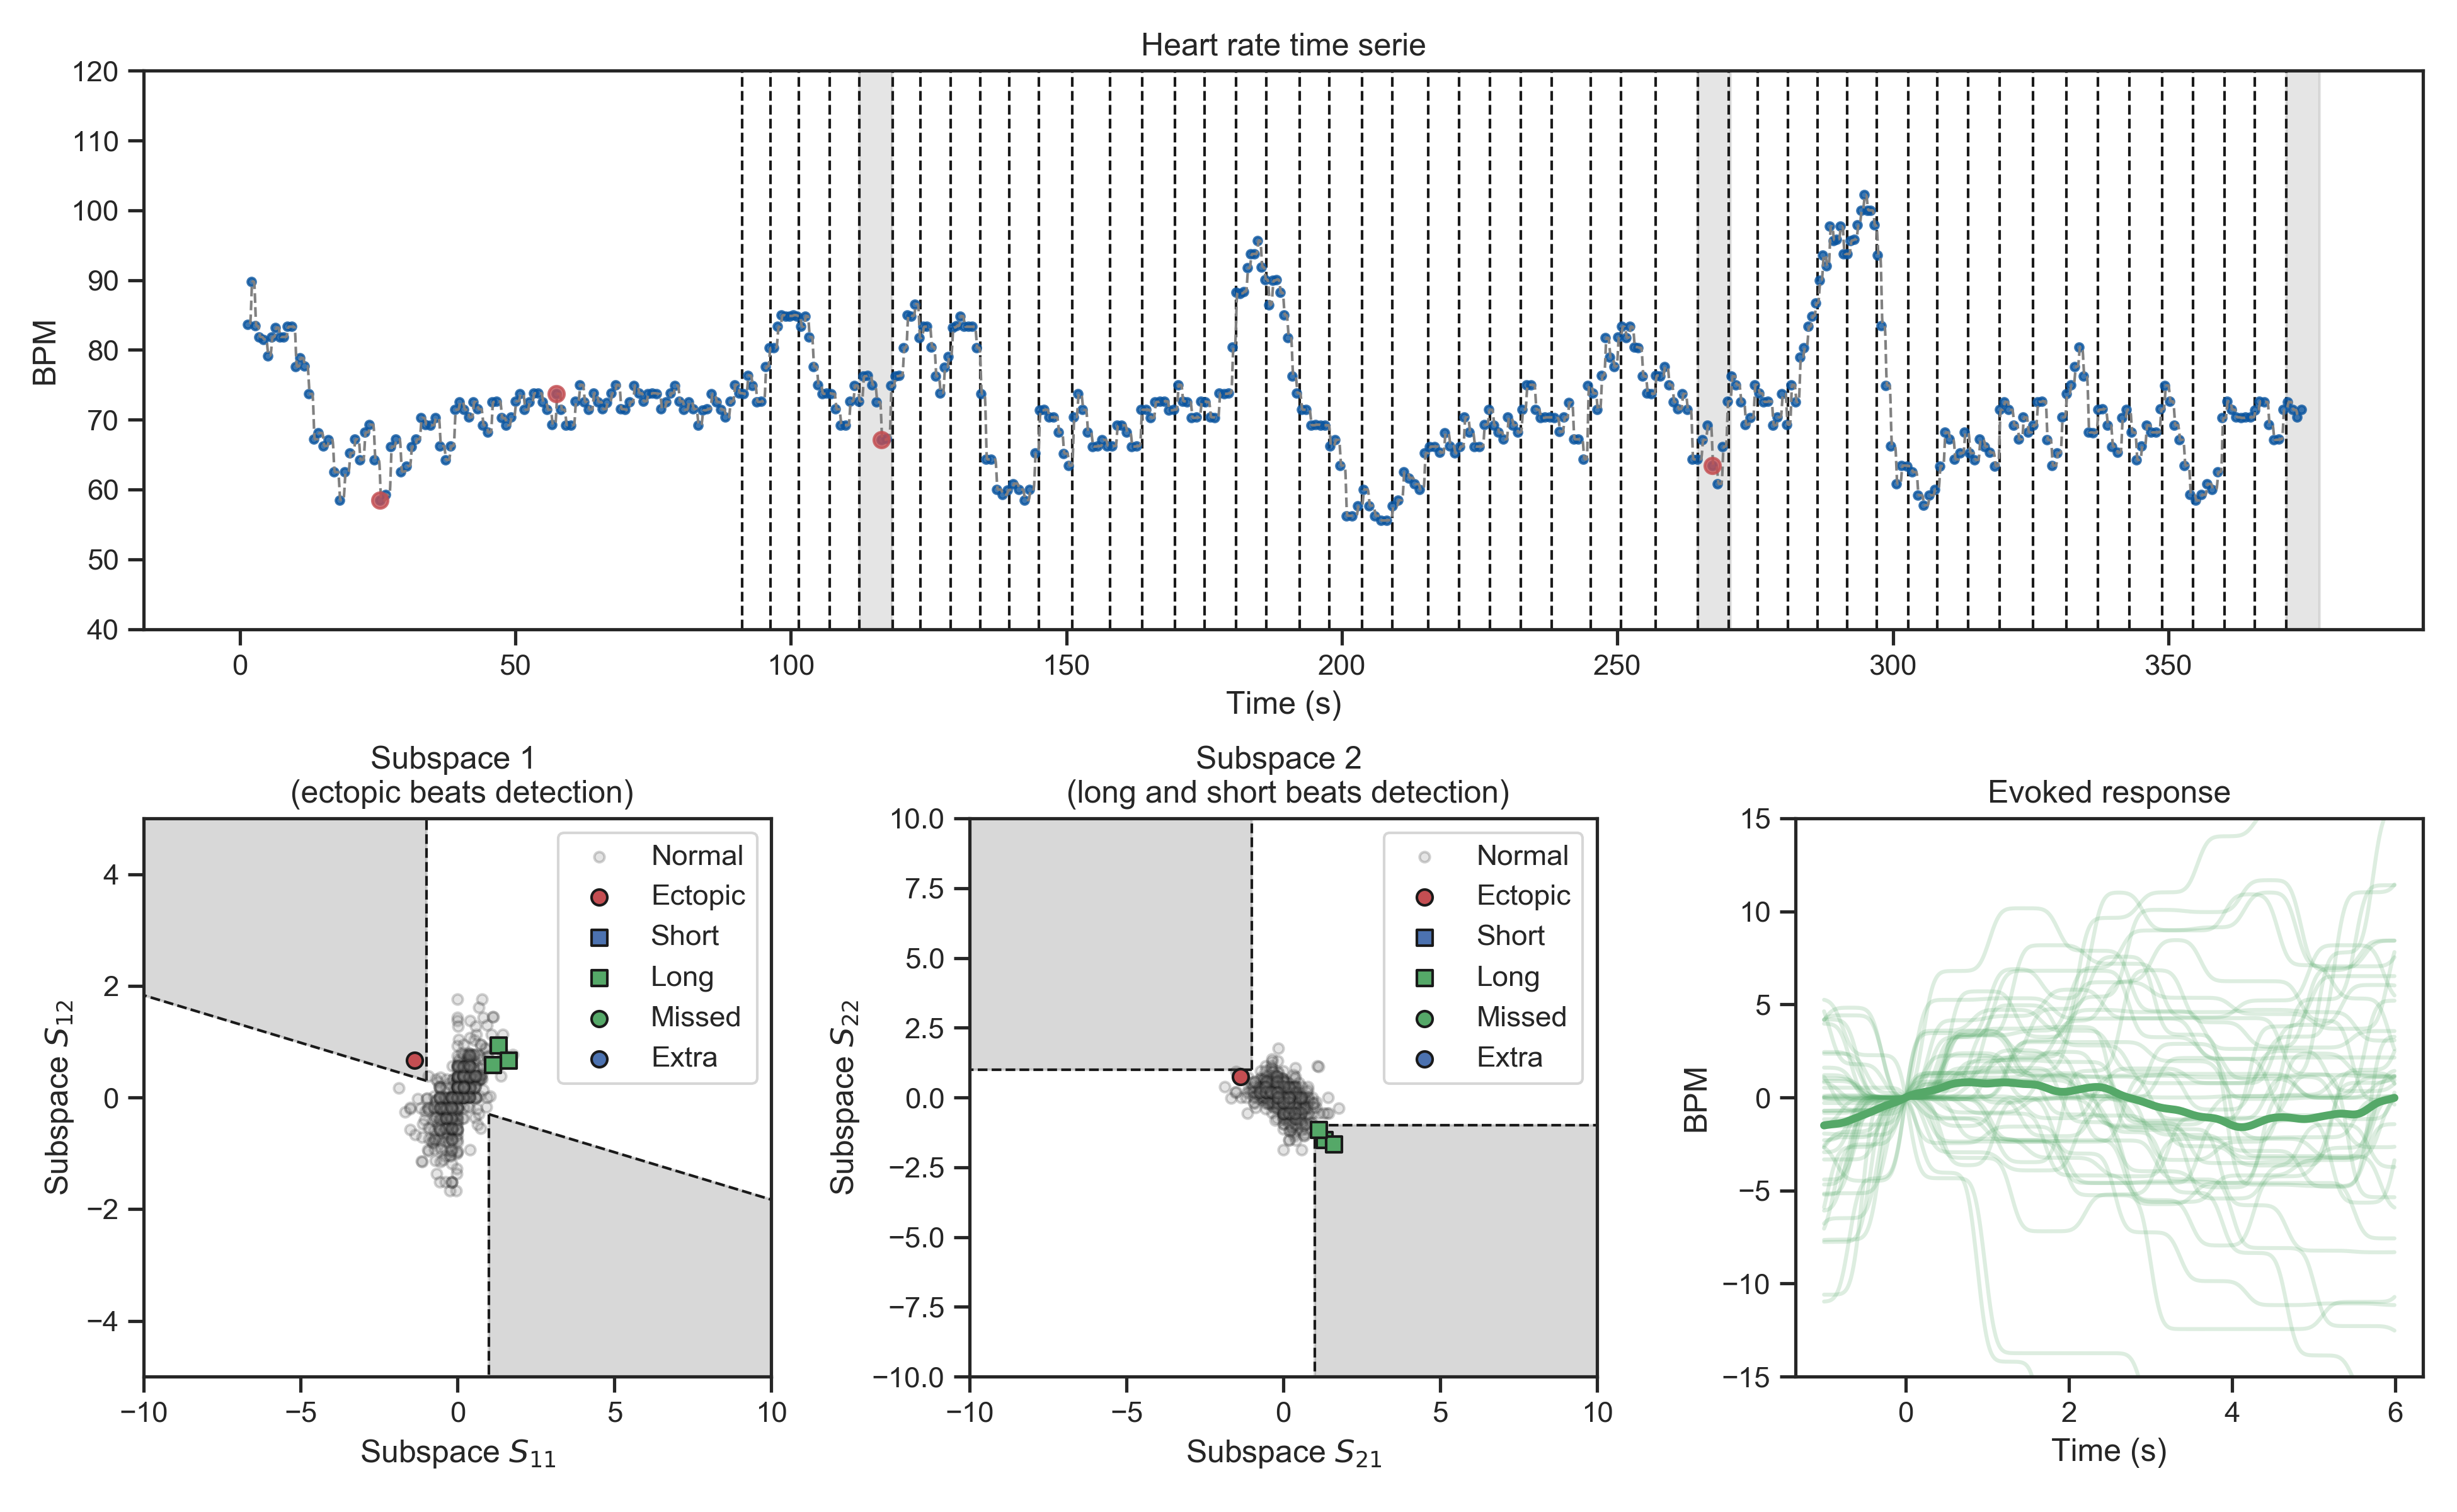 Heart rate time serie
120
110
100
90
80
70
60
50
40
BPM
0 50 100 150 200 250 300 350
Time (s)
Subspace 1
(ectopic beats detection)
4
2
0
−2
−4
Subspace S12
Normal
Ectopic
Short
Long
Missed
Extra
−10 −5 0 5 10
Subspace S11
Subspace 2
(long and short beats detection)
10.0
7.5
5.0
2.5
0.0
−2.5
−5.0
−7.5
−10.0
Subspace S22
Normal
Ectopic
Short
Long
Missed
Extra
−10 −5 0 5 10
Subspace S21
Evoked response
15
10
5
0
−5
−10
−15
BPM
0 2 4 6
Time (s)